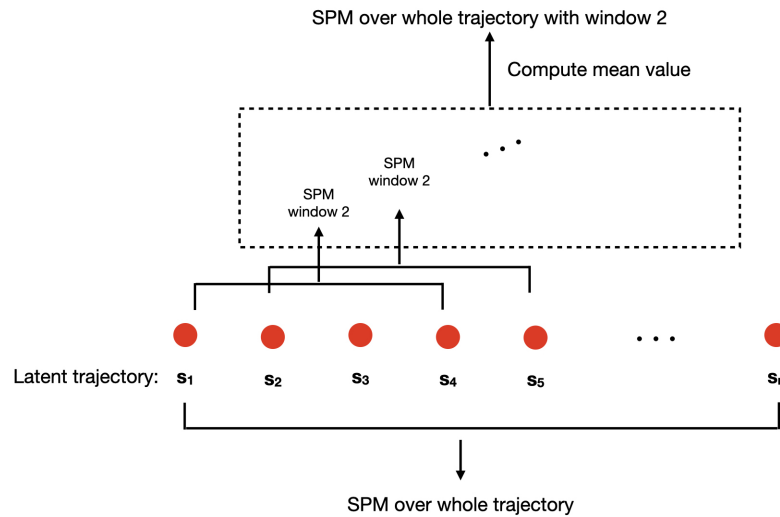 SPM over whole trajectory with window 2
Compute mean value
. . .
SPM
window 2
SPM
window 2
. . .
Latent trajectory: s1 s2 s3 s4 s5
SPM over whole trajectory